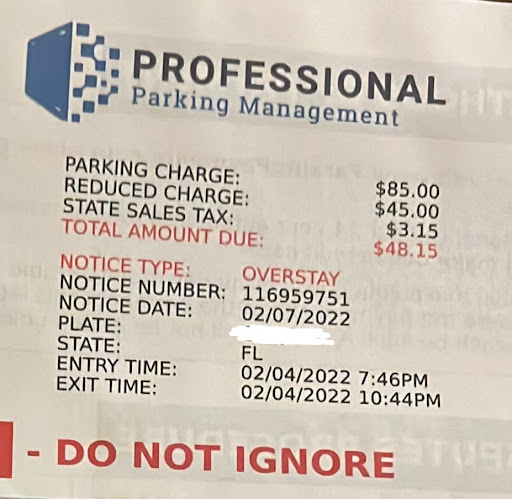 PROFESSIONAL
Parking Management
PARKING CHARGE: $85.00
REDUCED CHARGE: $45.00
STATE SALES TAX: $3.15
TOTAL AMOUNT DUE: $48.15
NOTICE TYPE: OVERSTAY
NOTICE NUMBER: 116959751
NOTICE DATE: 02/07/2022
PLATE:
STATE: FL
ENTRY TIME: 02/04/2022 7:46PM
EXIT TIME: 02/04/2022 10:44PM
- DO NOT IGNORE